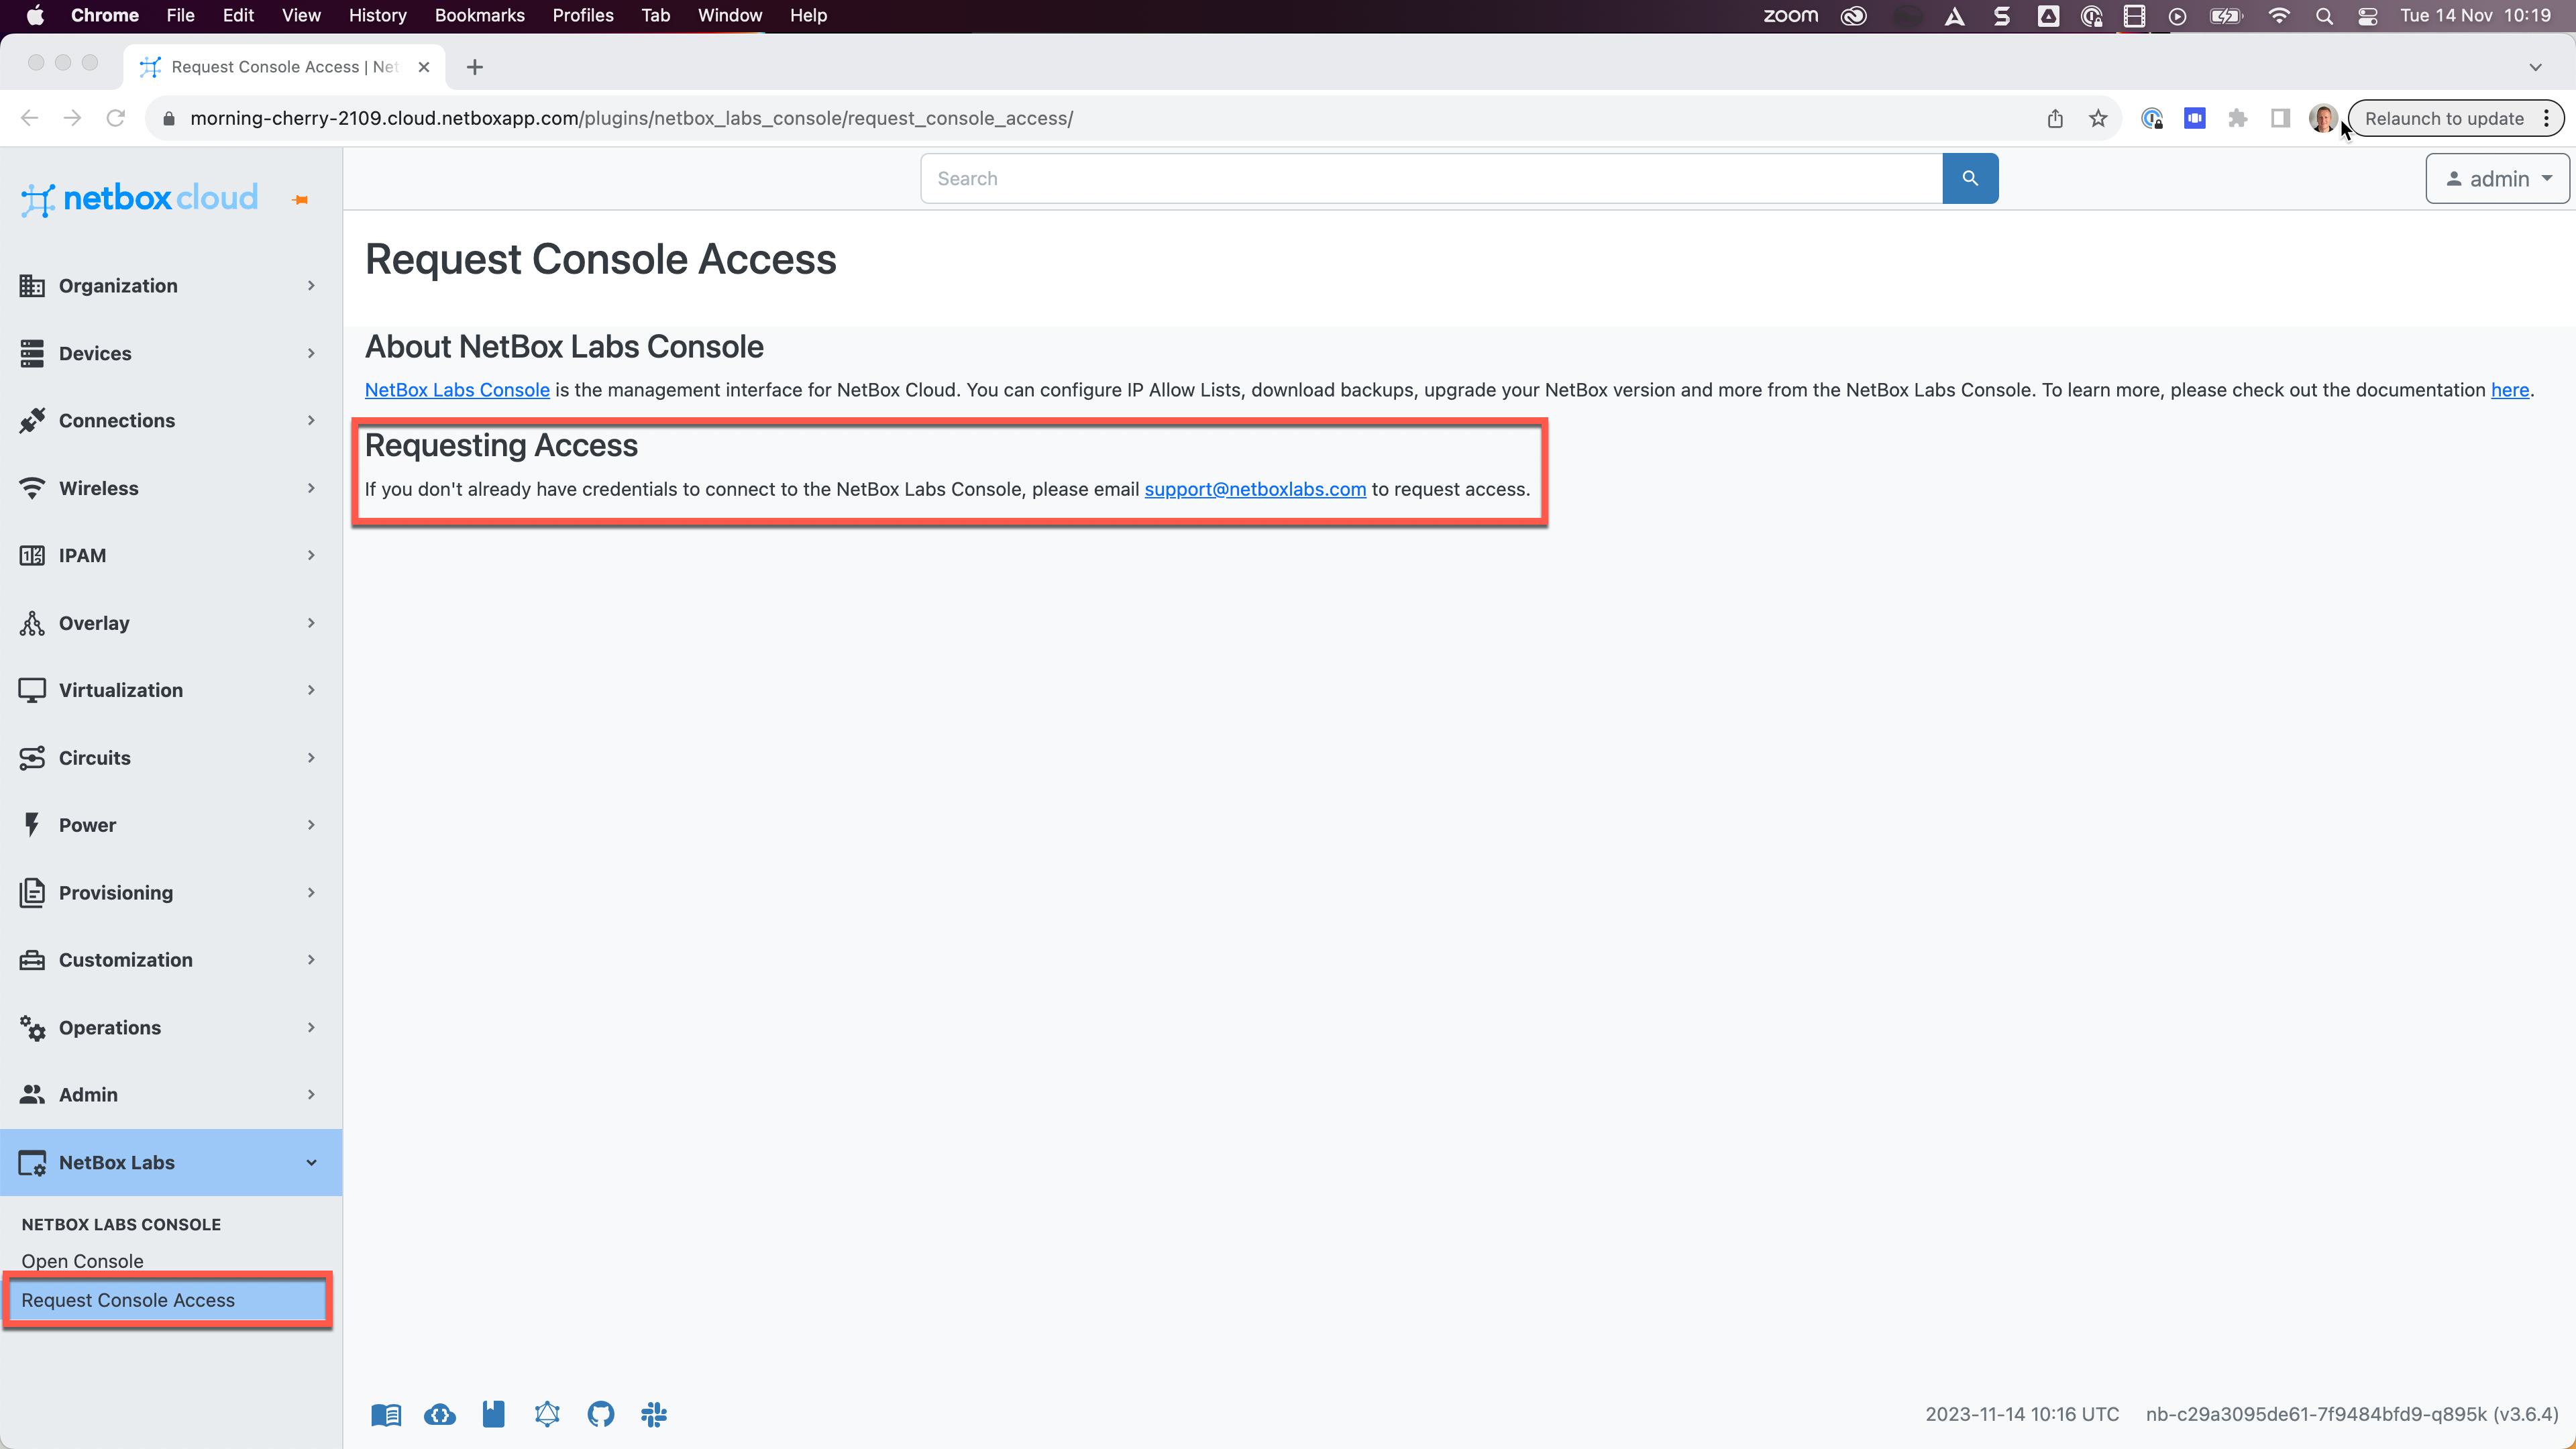 Chrome File Edit View History Bookmarks Profiles Tab Window Help zoom Tue 14 Nov 10:19
Request Console Access | Net
morning-cherry-2109.cloud.netboxapp.com/plugins/netbox_labs_console/request_console_access/
Relaunch to update
netbox cloud
Search
admin
Organization
Devices
Connections
Wireless
IPAM
Overlay
Virtualization
Circuits
Power
Provisioning
Customization
Operations
Admin
NetBox Labs
NETBOX LABS CONSOLE
Open Console
Request Console Access
Request Console Access
About NetBox Labs Console
NetBox Labs Console is the management interface for NetBox Cloud. You can configure IP Allow Lists, download backups, upgrade your NetBox version and more from the NetBox Labs Console. To learn more, please check out the documentation here.
Requesting Access
If you don't already have credentials to connect to the NetBox Labs Console, please email support@netboxlabs.com to request access.
2023-11-14 10:16 UTC nb-c29a3095de61-7f9484bfd9-q895k (v3.6.4)